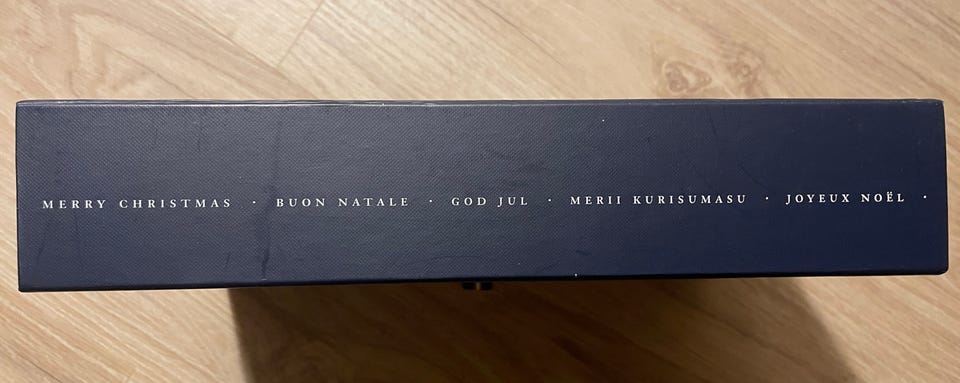 MERRY CHRISTMAS · BUON NATALE · GOD JUL · MERII KURISUMASU · JOYEUX NOËL ·